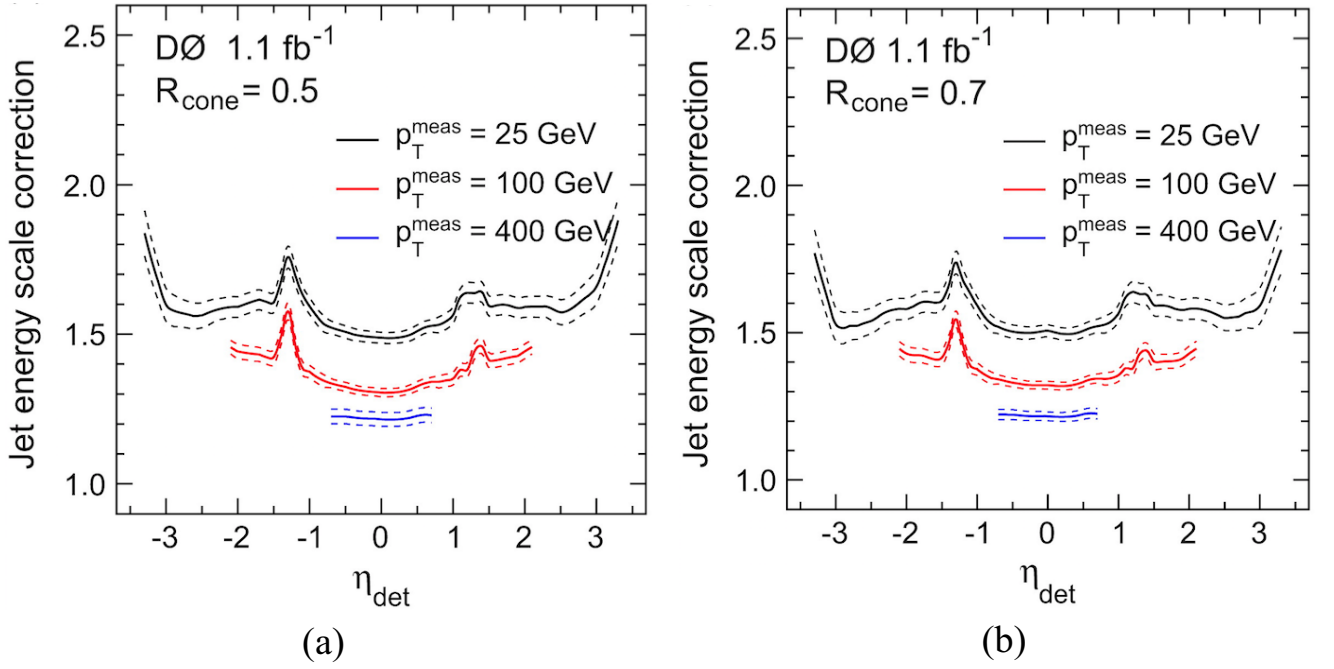 2.5
2.0
1.5
1.0
Jet energy scale correction
DØ 1.1 fb⁻¹
R_cone = 0.5
p_T^meas = 25 GeV
p_T^meas = 100 GeV
p_T^meas = 400 GeV
-3 -2 -1 0 1 2 3
η_det
(a)
2.5
2.0
1.5
1.0
Jet energy scale correction
DØ 1.1 fb⁻¹
R_cone = 0.7
p_T^meas = 25 GeV
p_T^meas = 100 GeV
p_T^meas = 400 GeV
-3 -2 -1 0 1 2 3
η_det
(b)